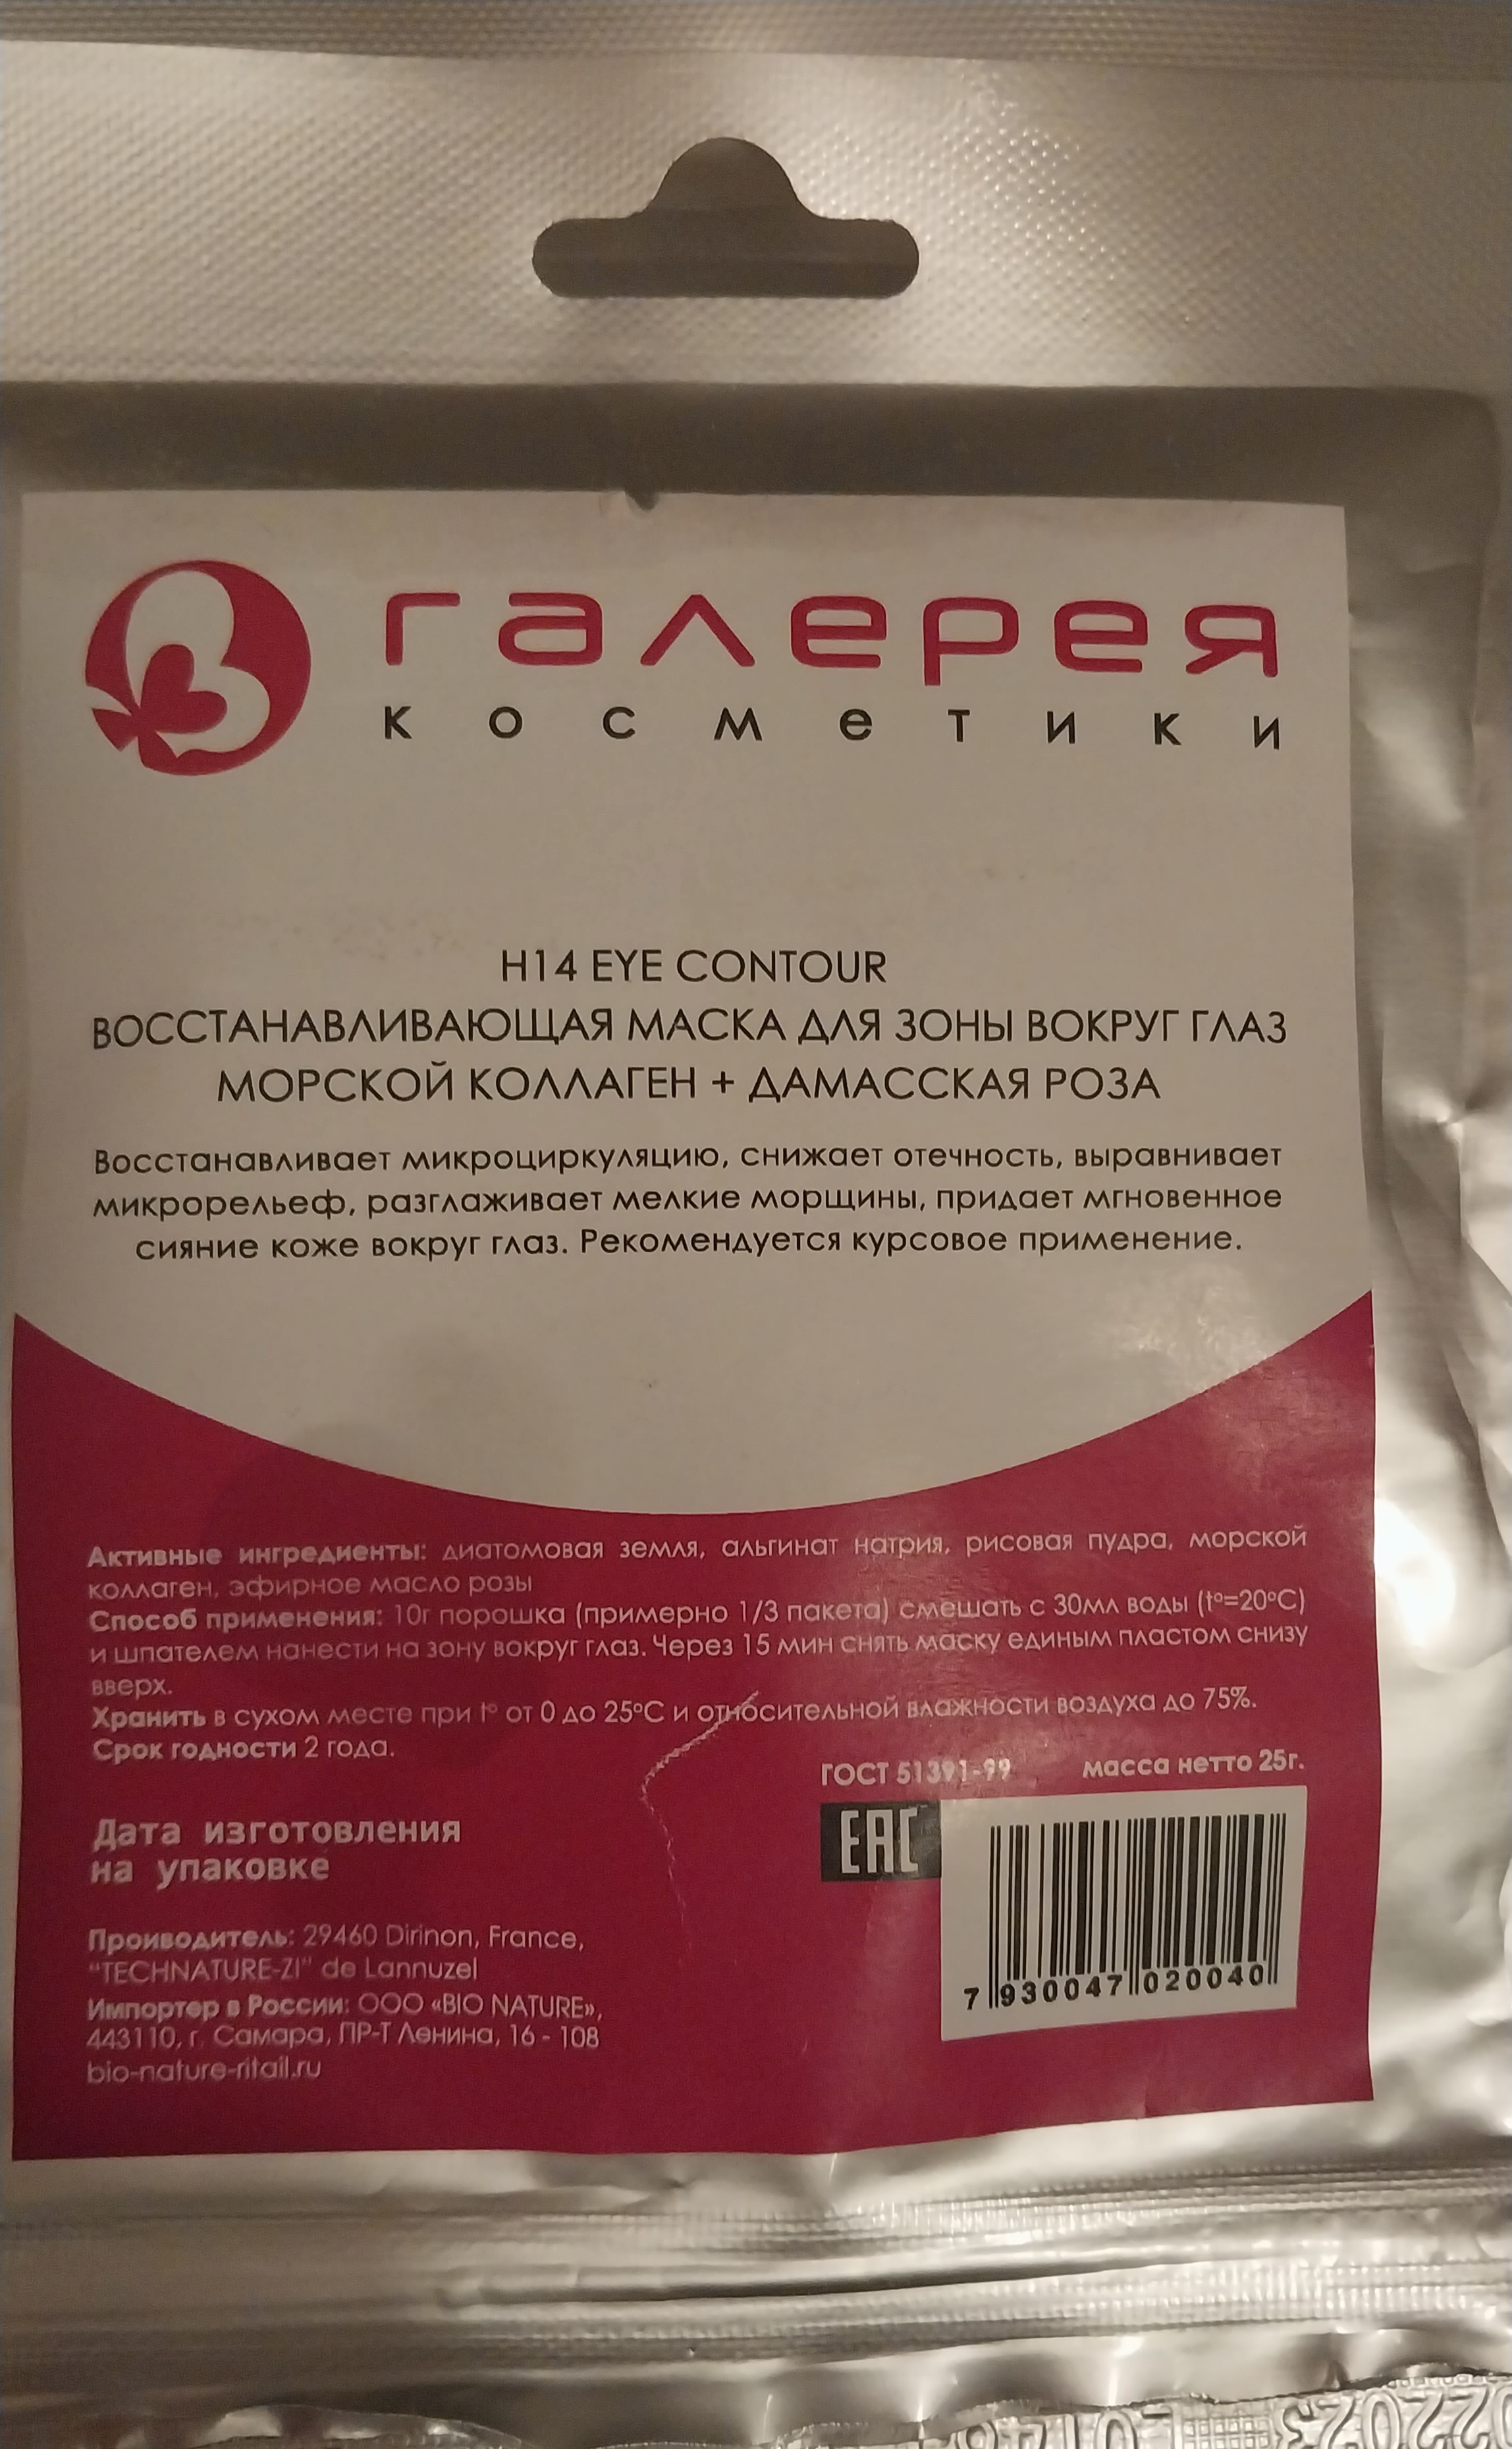 галерея
косметики
H14 EYE CONTOUR
ВОССТАНАВЛИВАЮЩАЯ МАСКА ДЛЯ ЗОНЫ ВОКРУГ ГЛАЗ
МОРСКОЙ КОЛЛАГЕН + ДАМАССКАЯ РОЗА
Восстанавливает микроциркуляцию, снижает отечность, выравнивает
микрорельеф, разглаживает мелкие морщины, придает мгновенное
сияние коже вокруг глаз. Рекомендуется курсовое применение.
Активные ингредиенты: диатомовая земля, альгинат натрия, рисовая пудра, морской
коллаген, эфирное масло розы
Способ применения: 10г порошка (примерно 1/3 пакета) смешать с 30мл воды (t°=20°C)
и шпателем нанести на зону вокруг глаз. Через 15 мин снять маску единым пластом снизу
вверх.
Хранить в сухом месте при t° от 0 до 25°C и относительной влажности воздуха до 75%.
Срок годности 2 года.
ГОСТ 51391-99 масса нетто 25г.
EAC
Дата изготовления
на упаковке
7 930047 020040
Проиводитель: 29460 Dirinon, France,
"TECHNATURE-ZI" de Lannuzel
Импортер в России: ООО «BIO NATURE»,
443110, г. Самара, ПР-Т Ленина, 16 - 108
bio-nature-ritail.ru